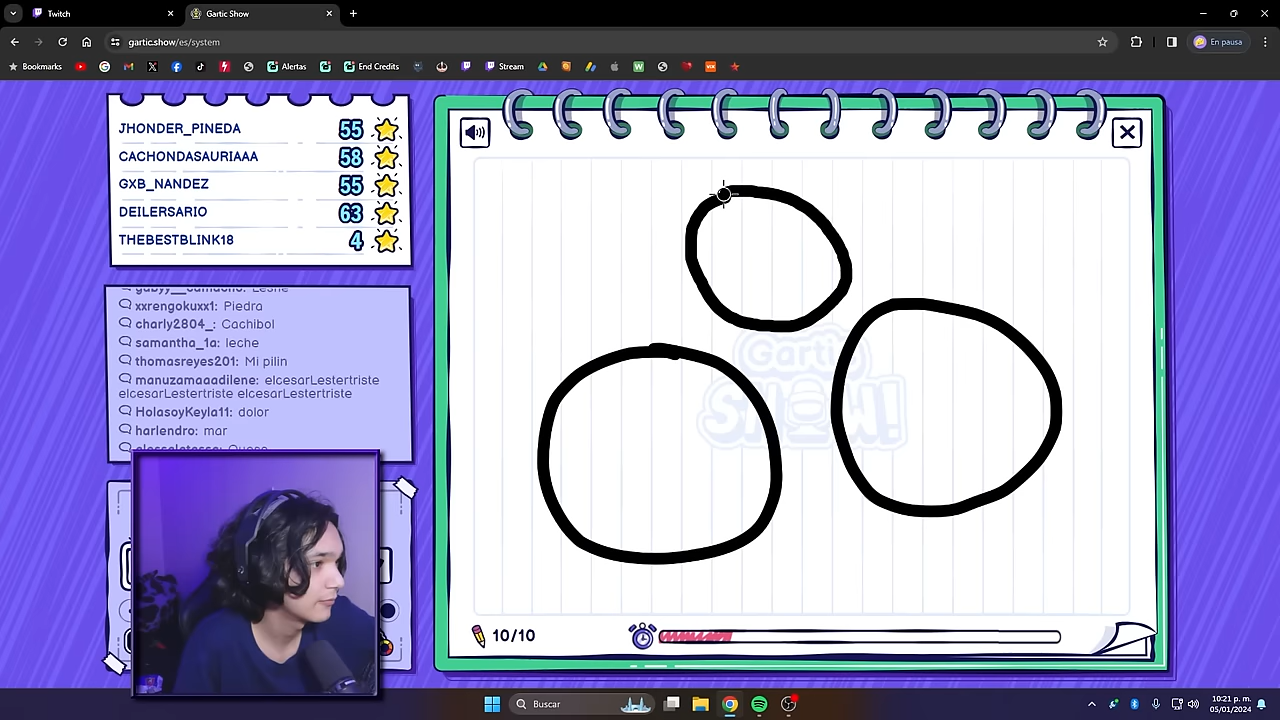 Twitch
Gartic Show
gartic.show/es/system
En pausa
Bookmarks
Alertas
End Credits
Stream
JHONDER_PINEDA 55
CACHONDASAURIAAA 58
GXB_NANDEZ 55
DEILERSARIO 63
THEBESTBLINK18 4
xxrengokuxx1: Piedra
charly2804_: Cachibol
samantha_1a: leche
thomasreyes201: Mi pilin
manuzamaaadilene: elcesarLestertriste
elcesarLestertriste elcesarLestertriste
HolasoyKeyla11: dolor
harlendro: mar
Gartic
SHOW!
10/10
Buscar
10:21 p. m.
05/01/2024